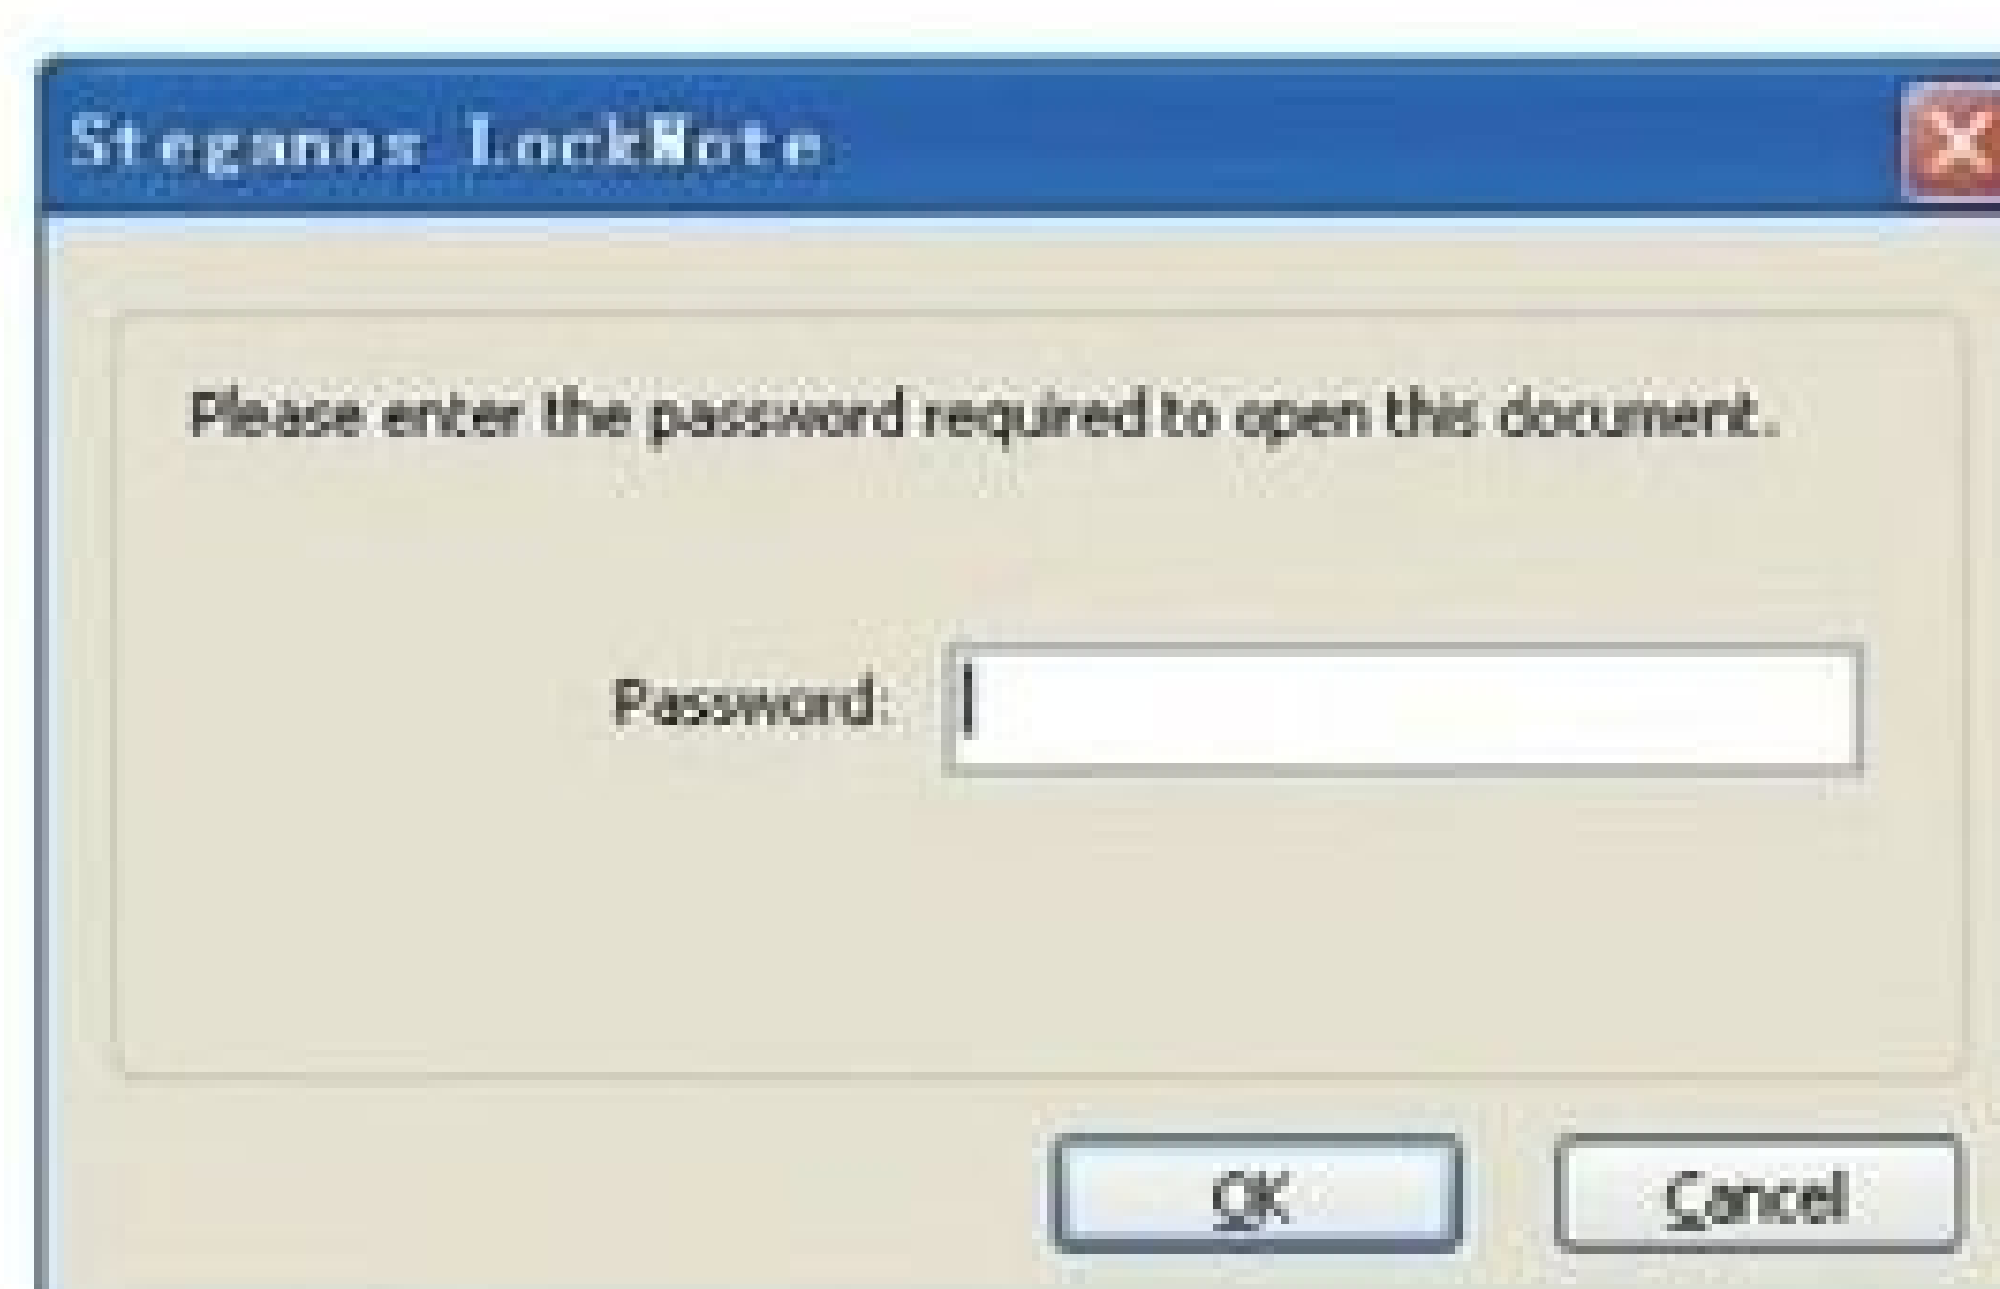 Steganos LockNote
Please enter the password required to open this document.
Password:
OK
Cancel